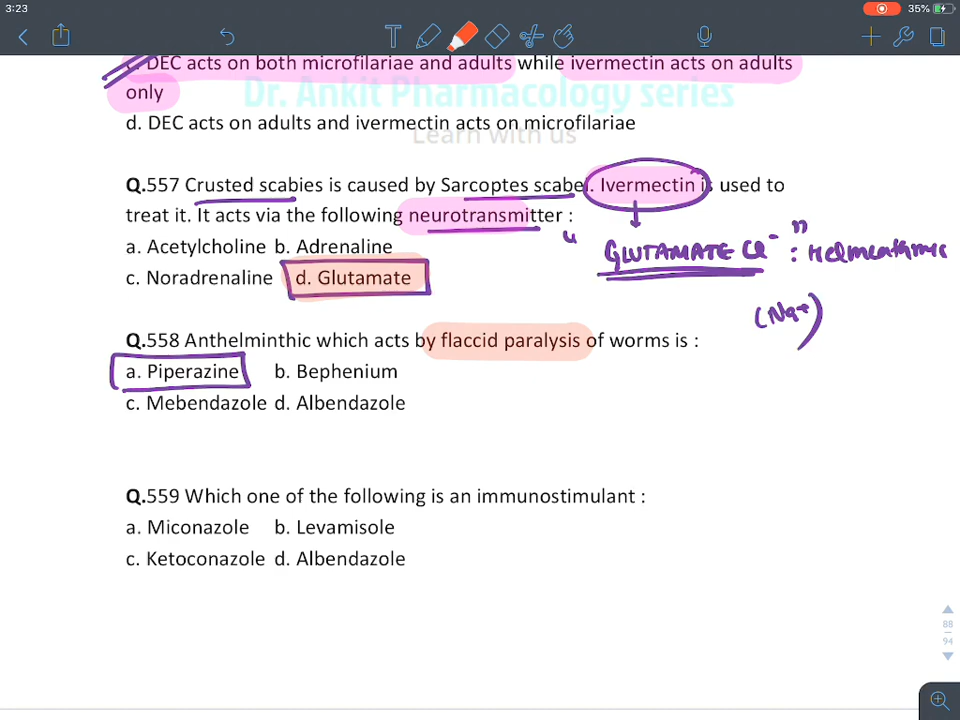 3:23
35%
T
c. DEC acts on both microfilariae and adults while ivermectin acts on adults
only
Dr. Ankit Pharmacology series
d. DEC acts on adults and ivermectin acts on microfilariae
Learn with us
Q.557 Crusted scabies is caused by Sarcoptes scabei. Ivermectin is used to
treat it. It acts via the following neurotransmitter :
a. Acetylcholine b. Adrenaline
" GLUTAMATE Cl- " :
c. Noradrenaline d. Glutamate
(Na+)
Q.558 Anthelminthic which acts by flaccid paralysis of worms is :
a. Piperazine b. Bephenium
c. Mebendazole d. Albendazole
Q.559 Which one of the following is an immunostimulant :
a. Miconazole b. Levamisole
c. Ketoconazole d. Albendazole
88
94